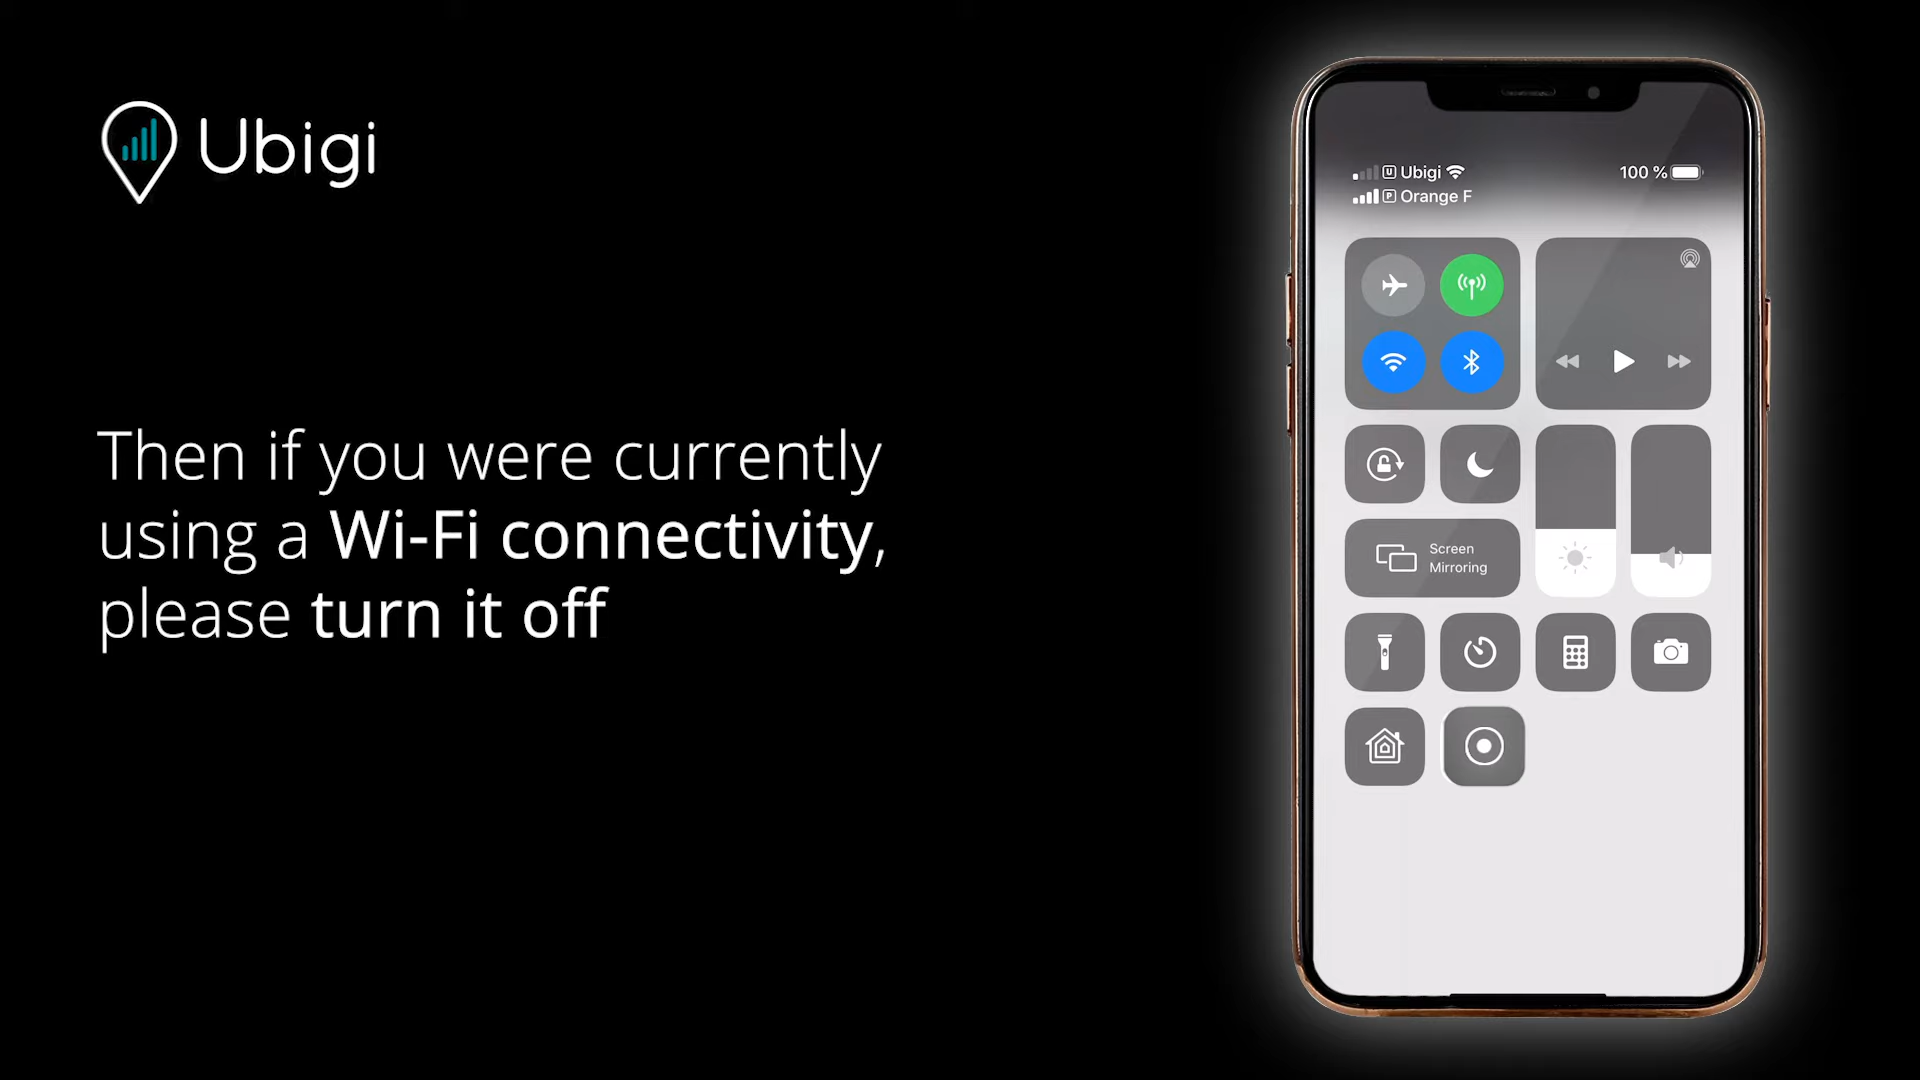 Ubigi
Then if you were currently
using a Wi-Fi connectivity,
please turn it off
U Ubigi 100 %
P Orange F
Screen
Mirroring